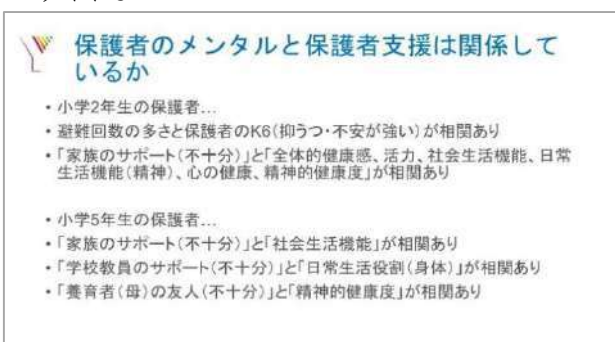 保護者のメンタルと保護者支援は関係して
いるか
・小学2年生の保護者…
・避難回数の多さと保護者のK6(抑うつ・不安が強い)が相関あり
・「家族のサポート(不十分)」と「全体的健康感、活力、社会生活機能、日常
生活機能(精神)、心の健康、精神的健康度」が相関あり
・小学5年生の保護者…
・「家族のサポート(不十分)」と「社会生活機能」が相関あり
・「学校教員のサポート(不十分)」と「日常生活役割(身体)」が相関あり
・「養育者(母)の友人(不十分)」と「精神的健康度」が相関あり